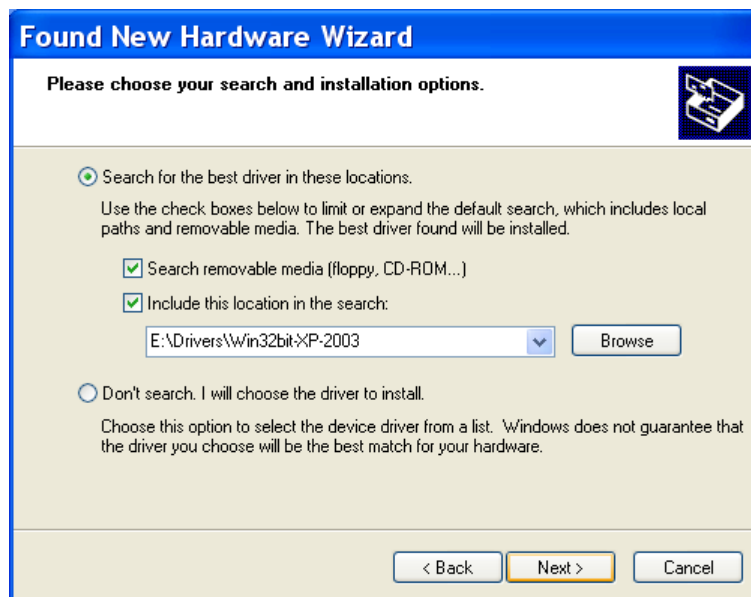 Found New Hardware Wizard
Please choose your search and installation options.
Search for the best driver in these locations.
Use the check boxes below to limit or expand the default search, which includes local
paths and removable media. The best driver found will be installed.
Search removable media (floppy, CD-ROM...)
Include this location in the search:
E:\Drivers\Win32bit-XP-2003
Browse
Don't search. I will choose the driver to install.
Choose this option to select the device driver from a list. Windows does not guarantee that
the driver you choose will be the best match for your hardware.
< Back
Next >
Cancel